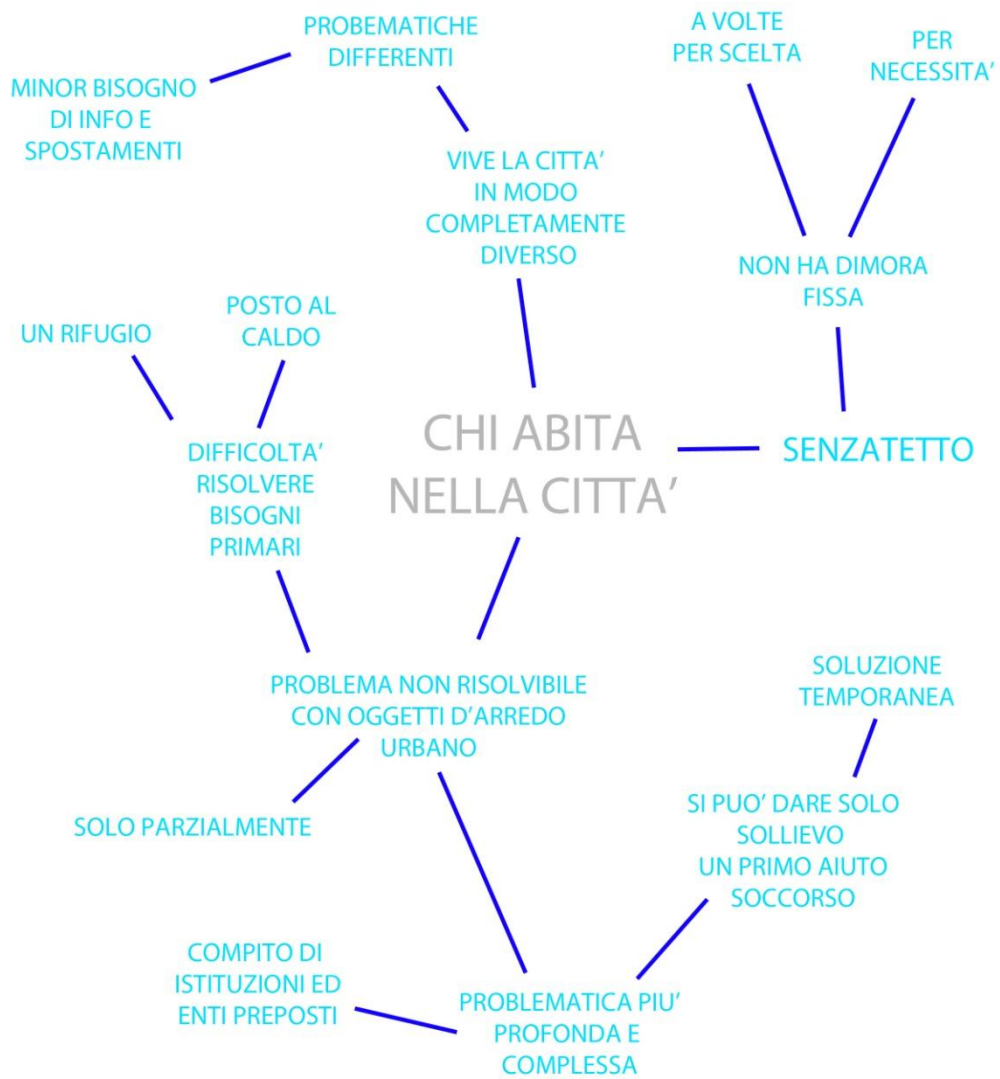 PROBEMATICHE
DIFFERENTI
A VOLTE
PER SCELTA
PER
NECESSITA'
MINOR BISOGNO
DI INFO E
SPOSTAMENTI
VIVE LA CITTA'
IN MODO
COMPLETAMENTE
DIVERSO
NON HA DIMORA
FISSA
UN RIFUGIO
POSTO AL
CALDO
CHI ABITA
NELLA CITTA'
SENZATETTO
DIFFICOLTA'
RISOLVERE
BISOGNI
PRIMARI
PROBLEMA NON RISOLVIBILE
CON OGGETTI D'ARREDO
URBANO
SOLUZIONE
TEMPORANEA
SOLO PARZIALMENTE
SI PUO' DARE SOLO
SOLLIEVO
UN PRIMO AIUTO
SOCCORSO
COMPITO DI
ISTITUZIONI ED
ENTI PREPOSTI
PROBLEMATICA PIU'
PROFONDA E
COMPLESSA